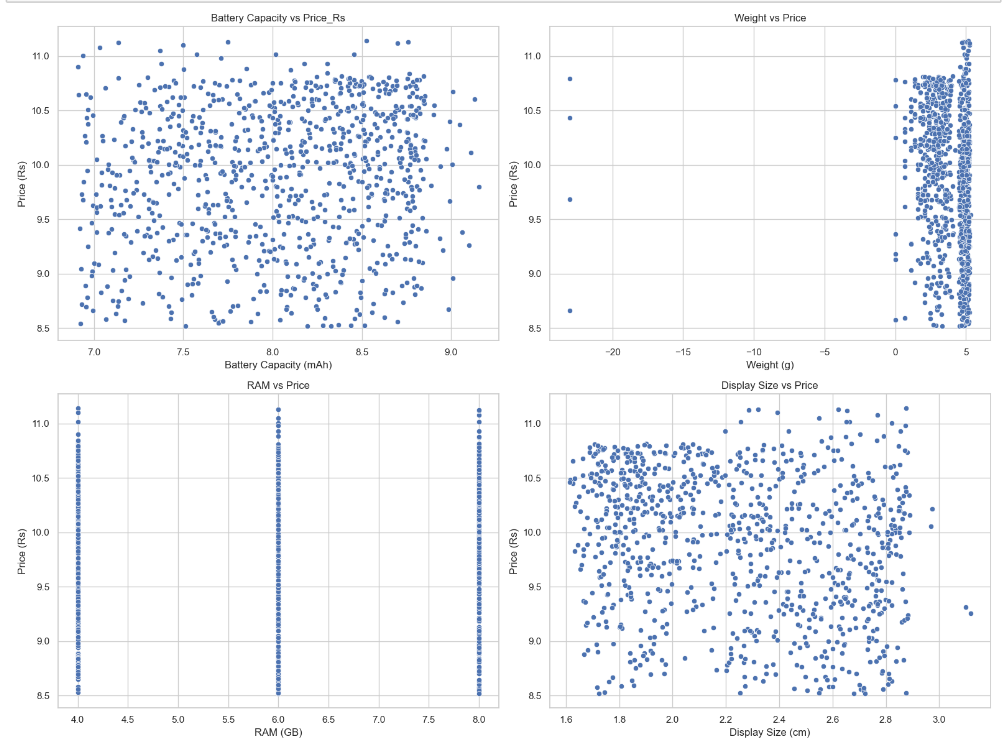 Battery Capacity vs Price_Rs
Price (Rs)
11.0
10.5
10.0
9.5
9.0
8.5
7.0 7.5 8.0 8.5 9.0
Battery Capacity (mAh)
Weight vs Price
Price (Rs)
11.0
10.5
10.0
9.5
9.0
8.5
−20 −15 −10 −5 0 5
Weight (g)
RAM vs Price
Price (Rs)
11.0
10.5
10.0
9.5
9.0
8.5
4.0 4.5 5.0 5.5 6.0 6.5 7.0 7.5 8.0
RAM (GB)
Display Size vs Price
Price (Rs)
11.0
10.5
10.0
9.5
9.0
8.5
1.6 1.8 2.0 2.2 2.4 2.6 2.8 3.0
Display Size (cm)